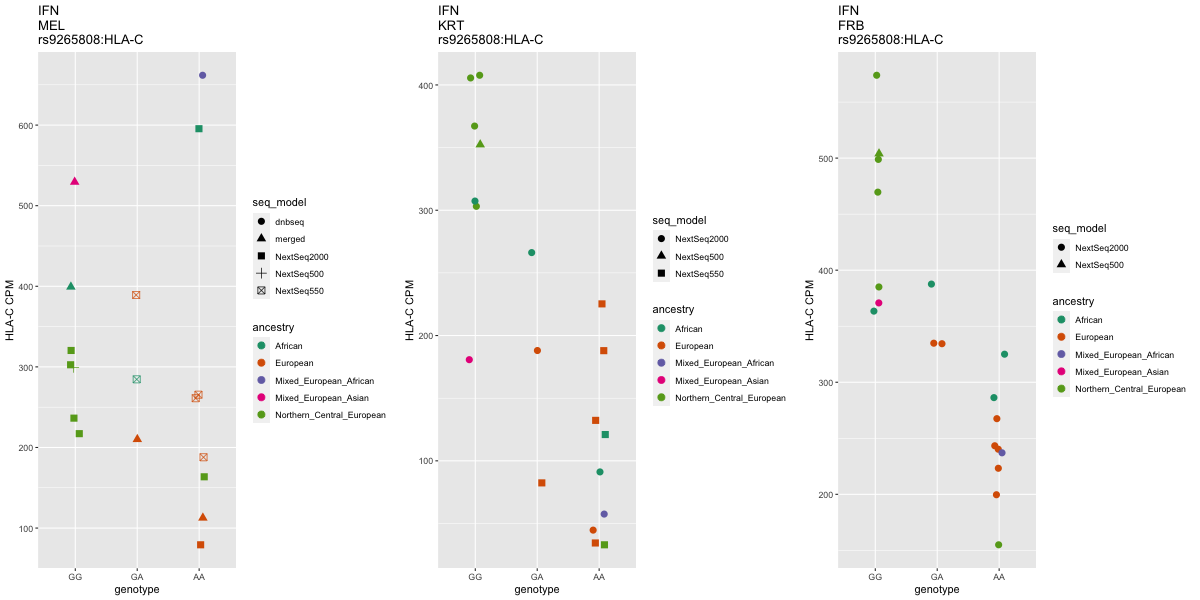 IFN
MEL
rs9265808:HLA-C
600
500
400
300
200
100
HLA-C CPM
GG
GA
AA
genotype
seq_model
dnbseq
merged
NextSeq2000
NextSeq500
NextSeq550
ancestry
African
European
Mixed_European_African
Mixed_European_Asian
Northern_Central_European
IFN
KRT
rs9265808:HLA-C
400
300
200
100
HLA-C CPM
GG
GA
AA
genotype
seq_model
NextSeq2000
NextSeq500
NextSeq550
ancestry
African
European
Mixed_European_African
Mixed_European_Asian
Northern_Central_European
IFN
FRB
rs9265808:HLA-C
500
400
300
200
HLA-C CPM
GG
GA
AA
genotype
seq_model
NextSeq2000
NextSeq500
ancestry
African
European
Mixed_European_African
Mixed_European_Asian
Northern_Central_European